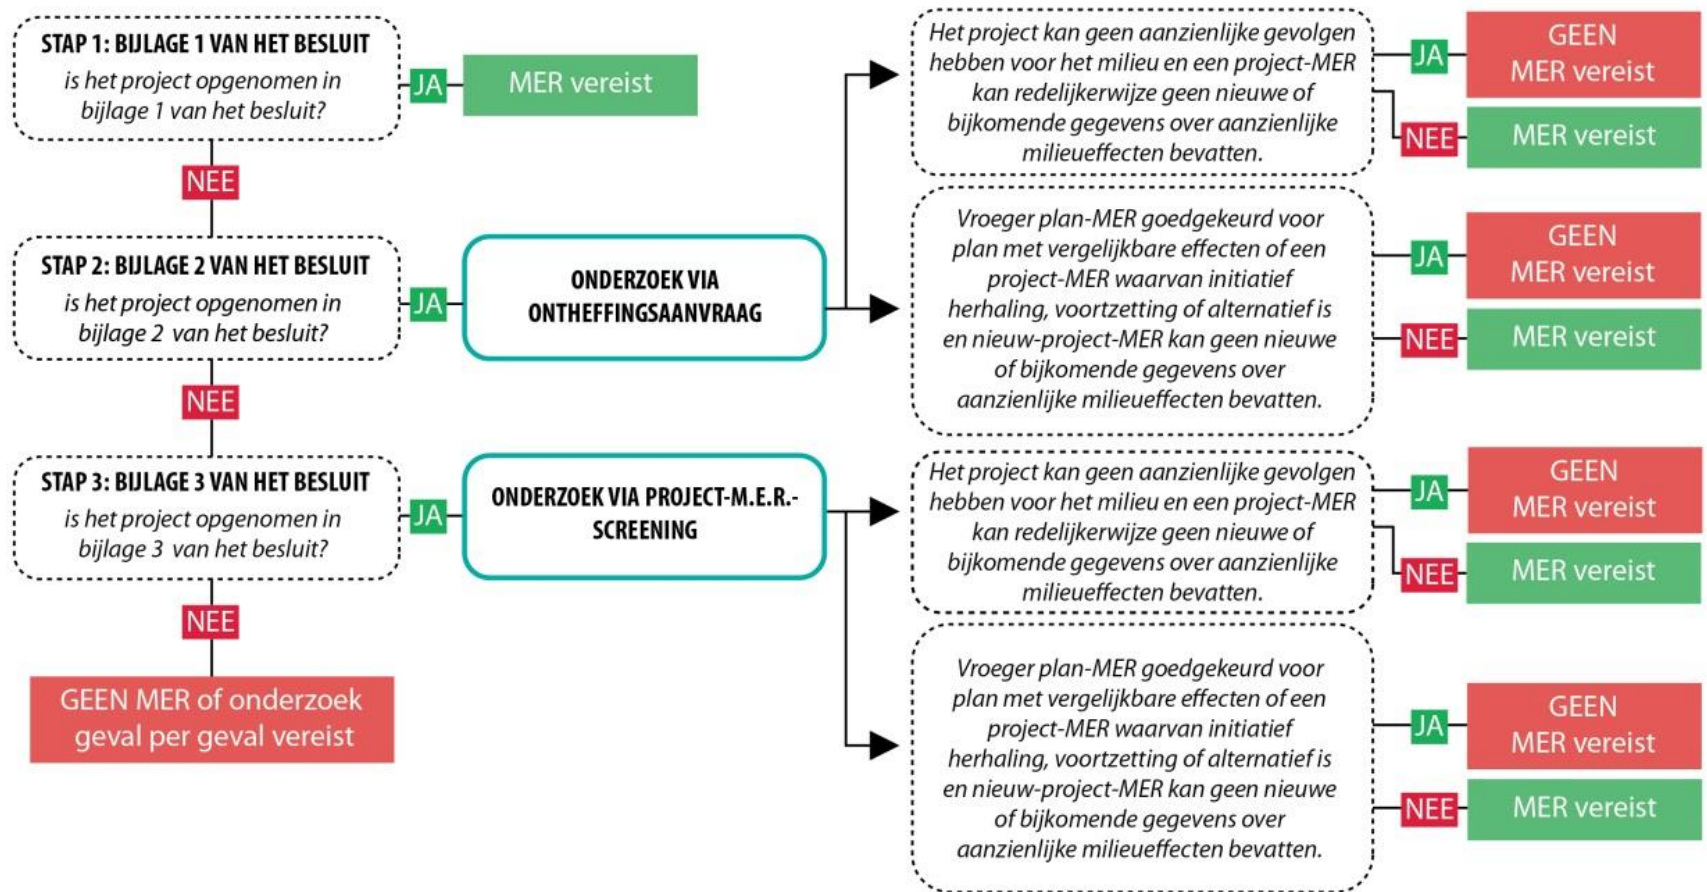 STAP 1: BIJLAGE 1 VAN HET BESLUIT
is het project opgenomen in
bijlage 1 van het besluit?
JA
MER vereist
NEE
STAP 2: BIJLAGE 2 VAN HET BESLUIT
is het project opgenomen in
bijlage 2 van het besluit?
JA
ONDERZOEK VIA
ONTHEFFINGSAANVRAAG
Het project kan geen aanzienlijke gevolgen
hebben voor het milieu en een project-MER
kan redelijkerwijze geen nieuwe of
bijkomende gegevens over aanzienlijke
milieueffecten bevatten.
JA
GEEN
MER vereist
NEE
MER vereist
Vroeger plan-MER goedgekeurd voor
plan met vergelijkbare effecten of een
project-MER waarvan initiatief
herhaling, voortzetting of alternatief is
en nieuw-project-MER kan geen nieuwe
of bijkomende gegevens over
aanzienlijke milieueffecten bevatten.
JA
GEEN
MER vereist
NEE
MER vereist
NEE
STAP 3: BIJLAGE 3 VAN HET BESLUIT
is het project opgenomen in
bijlage 3 van het besluit?
JA
ONDERZOEK VIA PROJECT-M.E.R.-
SCREENING
Het project kan geen aanzienlijke gevolgen
hebben voor het milieu en een project-MER
kan redelijkerwijze geen nieuwe of
bijkomende gegevens over aanzienlijke
milieueffecten bevatten.
JA
GEEN
MER vereist
NEE
MER vereist
Vroeger plan-MER goedgekeurd voor
plan met vergelijkbare effecten of een
project-MER waarvan initiatief
herhaling, voortzetting of alternatief is
en nieuw-project-MER kan geen nieuwe
of bijkomende gegevens over
aanzienlijke milieueffecten bevatten.
JA
GEEN
MER vereist
NEE
MER vereist
NEE
GEEN MER of onderzoek
geval per geval vereist